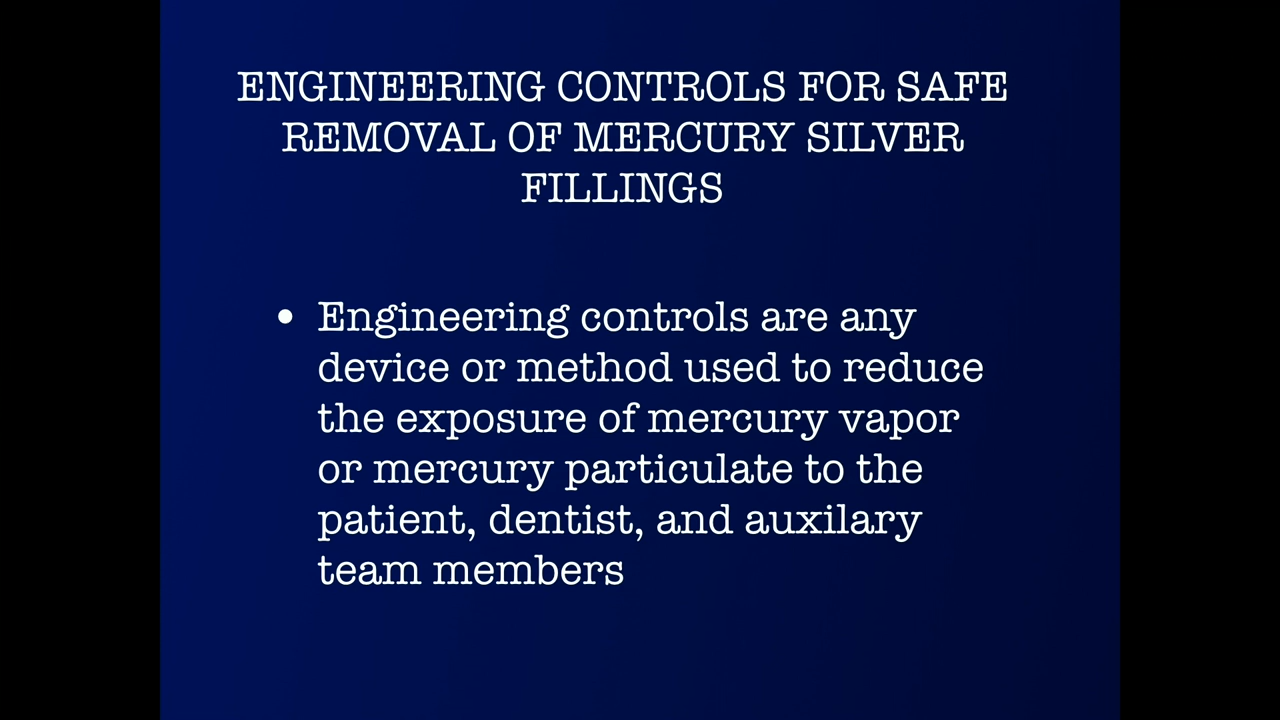 ENGINEERING CONTROLS FOR SAFE
REMOVAL OF MERCURY SILVER
FILLINGS
• Engineering controls are any
device or method used to reduce
the exposure of mercury vapor
or mercury particulate to the
patient, dentist, and auxilary
team members